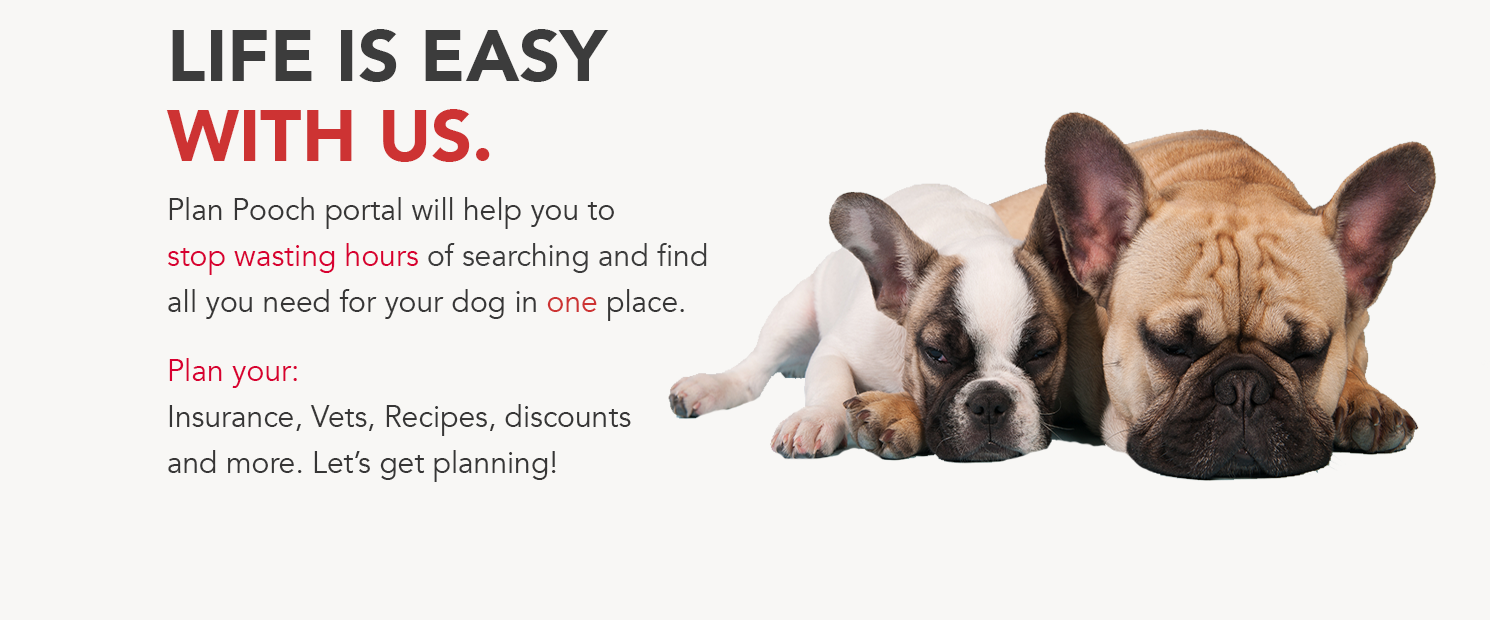 LIFE IS EASY
WITH US.
Plan Pooch portal will help you to
stop wasting hours of searching and find
all you need for your dog in one place.
Plan your:
Insurance, Vets, Recipes, discounts
and more. Let‘s get planning!